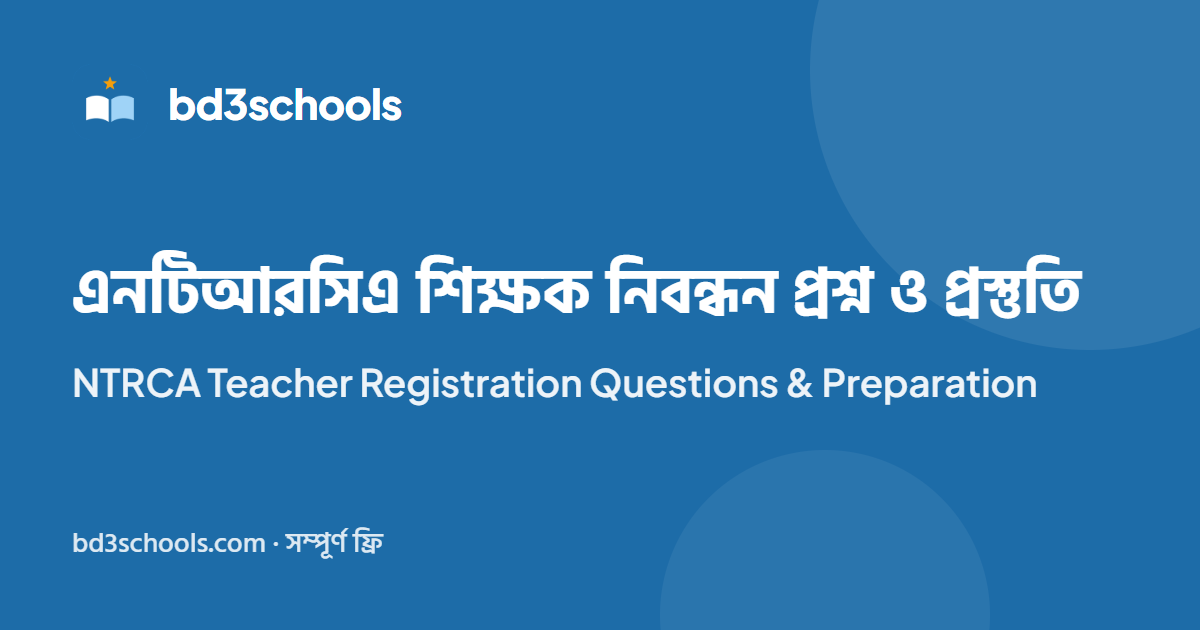 bd3schools
এনটিআরসিএ শিক্ষক নিবন্ধন প্রশ্ন ও প্রস্তুতি
NTRCA Teacher Registration Questions & Preparation
bd3schools.com · সম্পূর্ণ ফ্রি